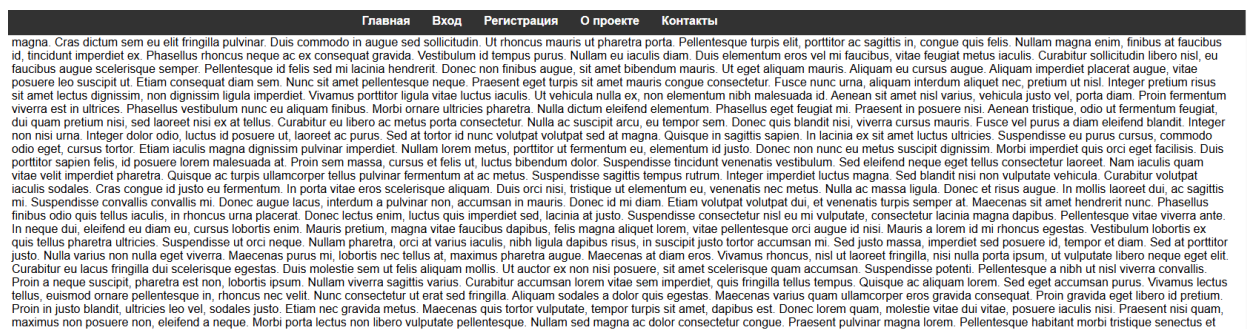 Главная Вход Регистрация О проекте Контакты
magna. Cras dictum sem eu elit fringilla pulvinar. Duis commodo in augue sed sollicitudin. Ut rhoncus mauris ut pharetra porta. Pellentesque turpis elit, porttitor ac sagittis in, congue quis felis. Nullam magna enim, finibus at faucibus
id, tincidunt imperdiet ex. Phasellus rhoncus neque ac ex consequat gravida. Vestibulum id tempus purus. Nullam eu iaculis diam. Duis elementum eros vel mi faucibus, vitae feugiat metus iaculis. Curabitur sollicitudin libero nisl, eu
faucibus augue scelerisque semper. Pellentesque id felis sed mi lacinia hendrerit. Donec non finibus augue, sit amet bibendum mauris. Ut eget aliquam mauris. Aliquam eu cursus augue. Aliquam imperdiet placerat augue, vitae
posuere leo suscipit ut. Etiam consequat diam sem. Nunc sit amet pellentesque neque. Praesent eget turpis sit amet mauris congue consectetur. Fusce nunc urna, aliquam interdum aliquet nec, pretium ut nisl. Integer pretium risus
sit amet lectus dignissim, non dignissim ligula imperdiet. Vivamus porttitor ligula vitae luctus iaculis. Ut vehicula nulla ex, non elementum nibh malesuada id. Aenean sit amet nisl varius, vehicula justo vel, porta diam. Proin fermentum
viverra est in ultrices. Phasellus vestibulum nunc eu aliquam finibus. Morbi ornare ultricies pharetra. Nulla dictum eleifend elementum. Phasellus eget feugiat mi. Praesent in posuere nisi. Aenean tristique, odio ut fermentum feugiat,
dui quam pretium nisi, sed laoreet nisi ex at tellus. Curabitur eu libero ac metus porta consectetur. Nulla ac suscipit arcu, eu tempor sem. Donec quis blandit nisi, viverra cursus mauris. Fusce vel purus a diam eleifend blandit. Integer
non nisi urna. Integer dolor odio, luctus id posuere ut, laoreet ac purus. Sed at tortor id nunc volutpat volutpat sed at magna. Quisque in sagittis sapien. In lacinia ex sit amet luctus ultricies. Suspendisse eu purus cursus, commodo
odio eget, cursus tortor. Etiam iaculis magna dignissim pulvinar imperdiet. Nullam lorem metus, porttitor ut fermentum eu, elementum id justo. Donec non nunc eu metus suscipit dignissim. Morbi imperdiet quis orci eget facilisis. Duis
porttitor sapien felis, id posuere lorem malesuada at. Proin sem massa, cursus et felis ut, luctus bibendum dolor. Suspendisse tincidunt venenatis vestibulum. Sed eleifend neque eget tellus consectetur laoreet. Nam iaculis quam
vitae velit imperdiet pharetra. Quisque ac turpis ullamcorper tellus pulvinar fermentum at ac metus. Suspendisse sagittis tempus rutrum. Integer imperdiet luctus magna. Sed blandit nisi non vulputate vehicula. Curabitur volutpat
iaculis sodales. Cras congue id justo eu fermentum. In porta vitae eros scelerisque aliquam. Duis orci nisi, tristique ut elementum eu, venenatis nec metus. Nulla ac massa ligula. Donec et risus augue. In mollis laoreet dui, ac sagittis
mi. Suspendisse convallis convallis mi. Donec augue lacus, interdum a pulvinar non, accumsan in mauris. Donec id mi diam. Etiam volutpat volutpat dui, et venenatis turpis semper at. Maecenas sit amet hendrerit nunc. Phasellus
finibus odio quis tellus iaculis, in rhoncus urna placerat. Donec lectus enim, luctus quis imperdiet sed, lacinia at justo. Suspendisse consectetur nisl eu mi vulputate, consectetur lacinia magna dapibus. Pellentesque vitae viverra ante.
In neque dui, eleifend eu diam eu, cursus lobortis enim. Mauris pretium, magna vitae faucibus dapibus, felis magna aliquet lorem, vitae pellentesque orci augue id nisi. Mauris a lorem id mi rhoncus egestas. Vestibulum lobortis ex
quis tellus pharetra ultricies. Suspendisse ut orci neque. Nullam pharetra, orci at varius iaculis, nibh ligula dapibus risus, in suscipit justo tortor accumsan mi. Sed justo massa, imperdiet sed posuere id, tempor et diam. Sed at porttitor
justo. Nulla varius non nulla eget viverra. Maecenas purus mi, lobortis nec tellus at, maximus pharetra augue. Maecenas at diam eros. Vivamus rhoncus, nisl ut laoreet fringilla, nisi nulla porta ipsum, ut vulputate libero neque eget elit.
Curabitur eu lacus fringilla dui scelerisque egestas. Duis molestie sem ut felis aliquam mollis. Ut auctor ex non nisi posuere, sit amet scelerisque quam accumsan. Suspendisse potenti. Pellentesque a nibh ut nisl viverra convallis.
Proin a neque suscipit, pharetra est non, lobortis ipsum. Nullam viverra sagittis varius. Curabitur accumsan lorem vitae sem imperdiet, quis fringilla tellus tempus. Quisque ac aliquam lorem. Sed eget accumsan purus. Vivamus lectus
tellus, euismod ornare pellentesque in, rhoncus nec velit. Nunc consectetur ut erat sed fringilla. Aliquam sodales a dolor quis egestas. Maecenas varius quam ullamcorper eros gravida consequat. Proin gravida eget libero id pretium.
Proin in justo blandit, ultricies leo vel, sodales justo. Etiam nec gravida metus. Maecenas quis tortor vulputate, tempor turpis sit amet, dapibus est. Donec lorem quam, molestie vitae dui vitae, posuere interdum nisi. Praesent nisi quam,
maximus non posuere non, eleifend a neque. Morbi porta lectus non libero vulputate pellentesque. Nullam sed magna ac dolor consectetur congue. Praesent pulvinar magna lorem. Pellentesque habitant morbi tristique senectus et